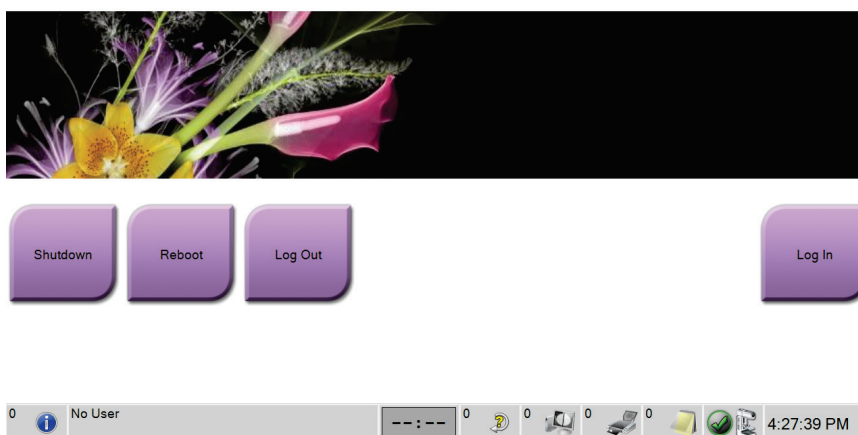 Shutdown
Reboot
Log Out
Log In
0
No User
--:--
0
0
0
0
4:27:39 PM